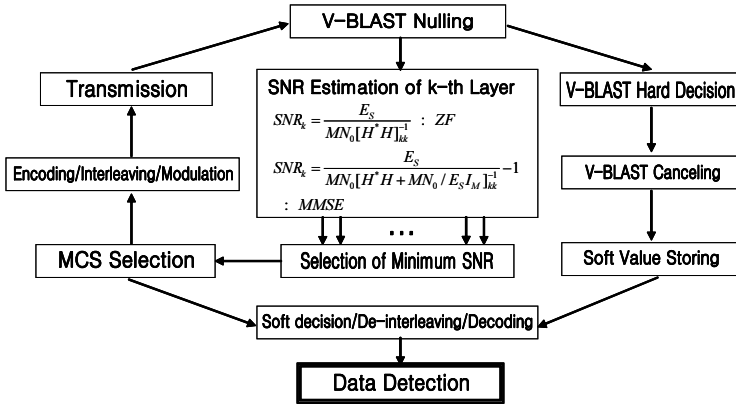 V-BLAST Nulling
Transmission
SNR Estimation of k-th Layer
SNR_k = E_S / MN_0[H^*H]^{-1}_{kk} : ZF
SNR_k = E_S / MN_0[H^*H + MN_0 / E_S I_M]^{-1}_{kk} - 1
: MMSE
V-BLAST Hard Decision
Encoding/Interleaving/Modulation
V-BLAST Canceling
...
MCS Selection
Selection of Minimum SNR
Soft Value Storing
Soft decision/De-interleaving/Decoding
Data Detection